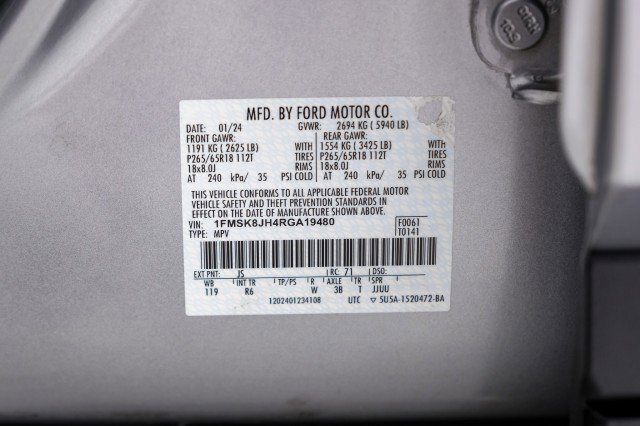 START
STOP
MFD. BY FORD MOTOR CO.
DATE: 01/24 GVWR: 2694 KG ( 5940 LB)
FRONT GAWR: REAR GAWR:
1191 KG ( 2625 LB) WITH 1554 KG ( 3425 LB) WITH
P265/65R18 112T TIRES P265/65R18 112T TIRES
18x8.0J RIMS 18x8.0J RIMS
AT 240 kPa/ 35 PSI COLD AT 240 kPa/ 35 PSI COLD
THIS VEHICLE CONFORMS TO ALL APPLICABLE FEDERAL MOTOR
VEHICLE SAFETY AND THEFT PREVENTION STANDARDS IN
EFFECT ON THE DATE OF MANUFACTURE SHOWN ABOVE.
VIN: 1FMSK8JH4RGA19480 F0061
TYPE: MPV T0141
EXT PNT: JS RC: 71 DSO:
WB INT TR TP/PS R AXLE TR SPR
119 R6 W 3B T JJUU
1202401234108 UTC ▽ 5U5A-1520472-BA